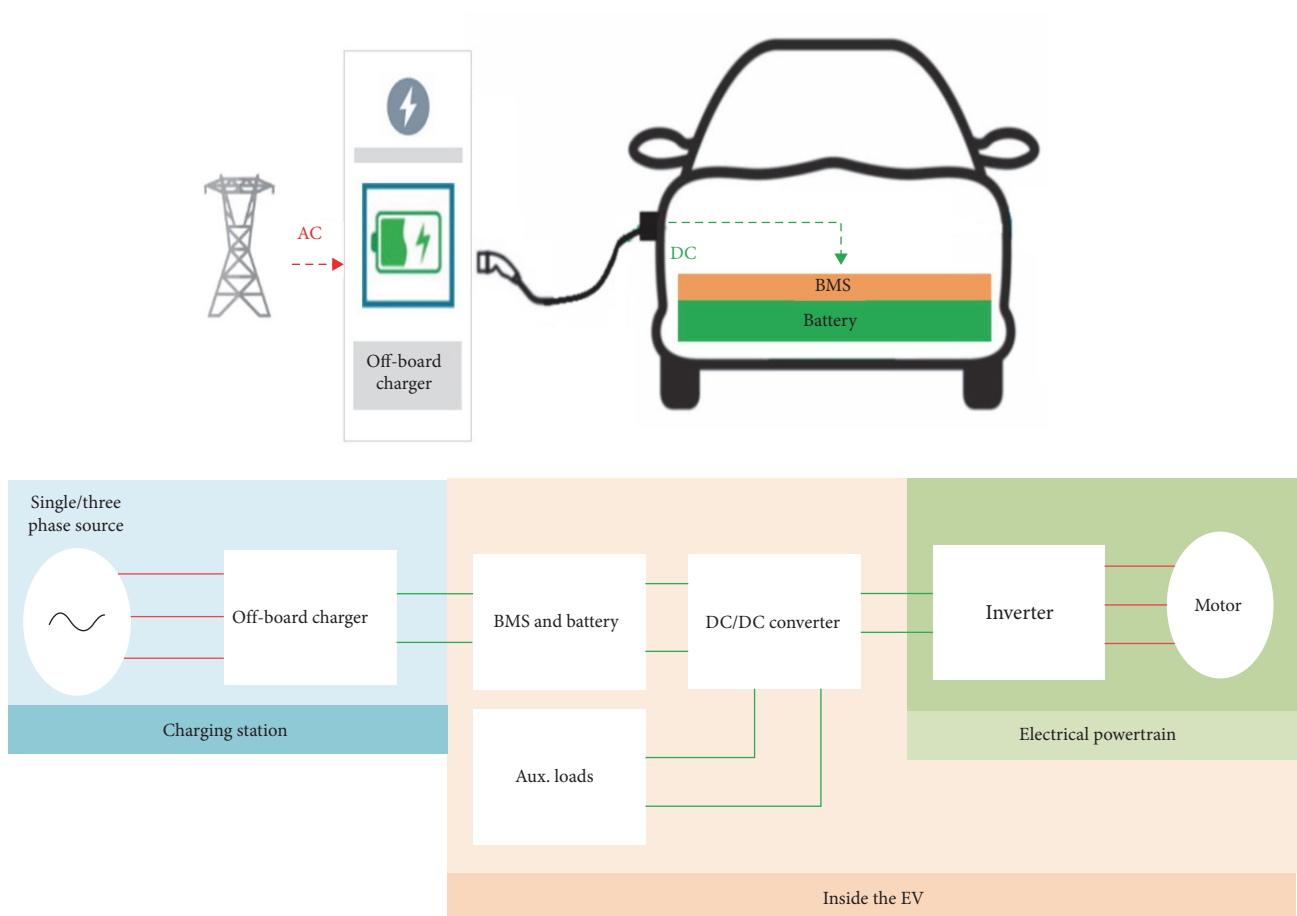 AC
Off-board
charger
DC
BMS
Battery
Single/three
phase source
Off-board charger
BMS and battery
DC/DC converter
Inverter
Motor
Charging station
Electrical powertrain
Aux. loads
Inside the EV